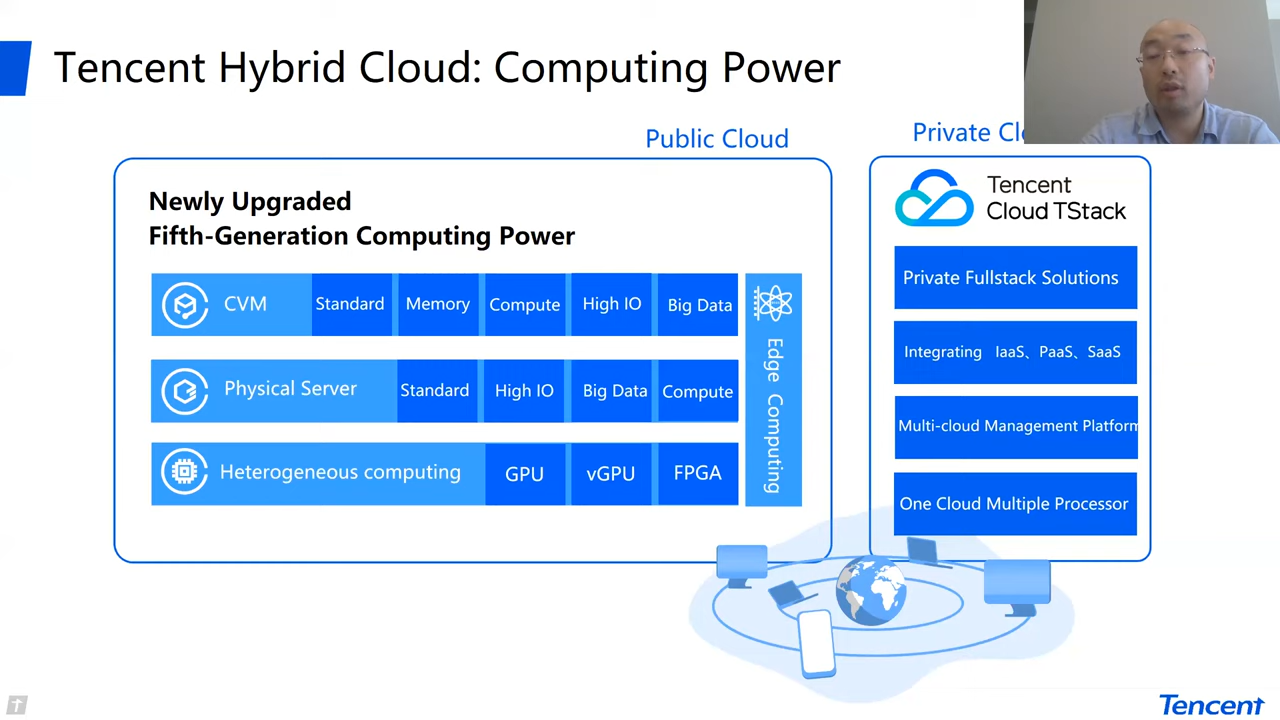 Tencent Hybrid Cloud: Computing Power
Public Cloud
Newly Upgraded
Fifth-Generation Computing Power
CVM
Standard
Memory
Compute
High IO
Big Data
Physical Server
Standard
High IO
Big Data
Compute
Heterogeneous computing
GPU
vGPU
FPGA
Edge Computing
Private
Tencent
Cloud TStack
Private Fullstack Solutions
Integrating IaaS、PaaS、SaaS
Multi-cloud Management Platform
One Cloud Multiple Processor
Tencent